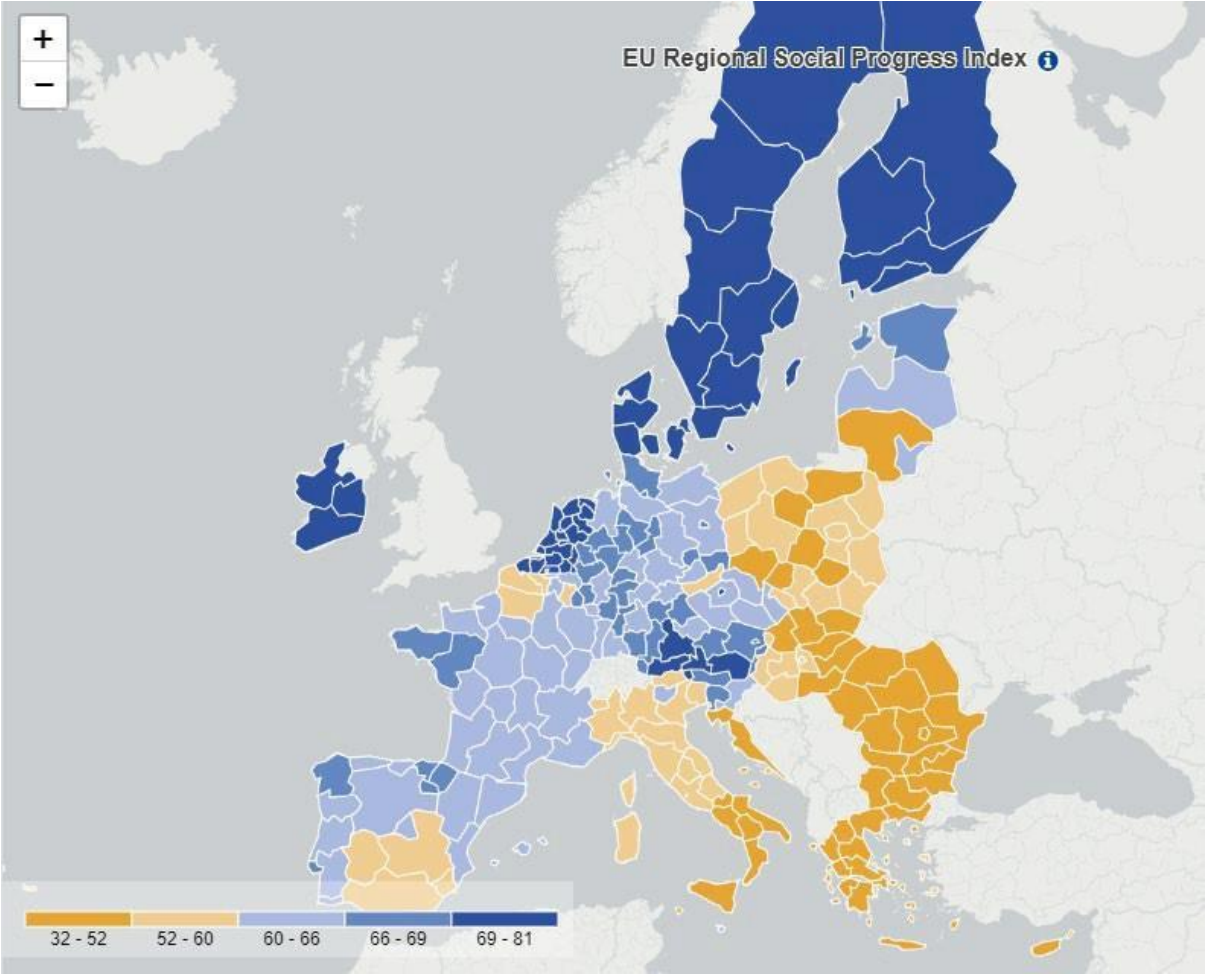 +
EU Regional Social Progress Index i
−
32 - 52 52 - 60 60 - 66 66 - 69 69 - 81